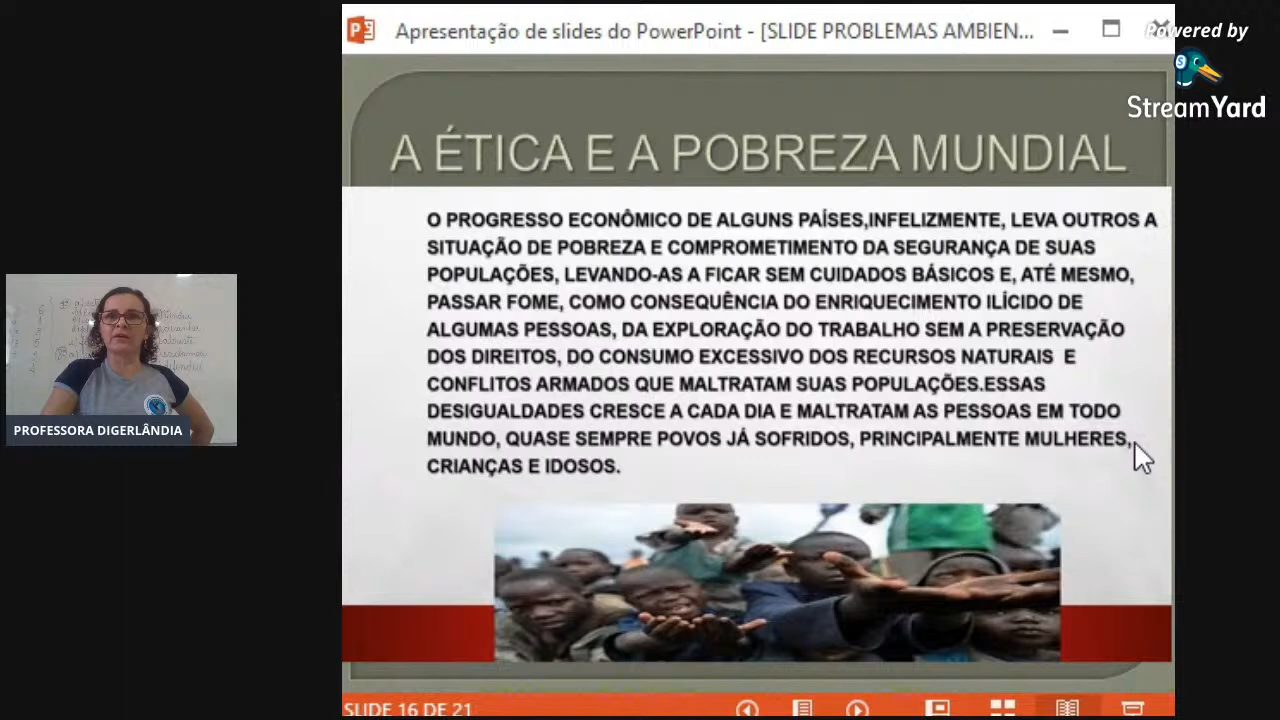 Apresentação de slides do PowerPoint - [SLIDE PROBLEMAS AMBIEN...
Powered by
StreamYard
A ÉTICA E A POBREZA MUNDIAL
O PROGRESSO ECONÔMICO DE ALGUNS PAÍSES,INFELIZMENTE, LEVA OUTROS A
SITUAÇÃO DE POBREZA E COMPROMETIMENTO DA SEGURANÇA DE SUAS
POPULAÇÕES, LEVANDO-AS A FICAR SEM CUIDADOS BÁSICOS E, ATÉ MESMO,
PASSAR FOME, COMO CONSEQUÊNCIA DO ENRIQUECIMENTO ILÍCIDO DE
ALGUMAS PESSOAS, DA EXPLORAÇÃO DO TRABALHO SEM A PRESERVAÇÃO
DOS DIREITOS, DO CONSUMO EXCESSIVO DOS RECURSOS NATURAIS E
CONFLITOS ARMADOS QUE MALTRATAM SUAS POPULAÇÕES.ESSAS
DESIGUALDADES CRESCE A CADA DIA E MALTRATAM AS PESSOAS EM TODO
MUNDO, QUASE SEMPRE POVOS JÁ SOFRIDOS, PRINCIPALMENTE MULHERES,
CRIANÇAS E IDOSOS.
PROFESSORA DIGERLÂNDIA
SLIDE 16 DE 21